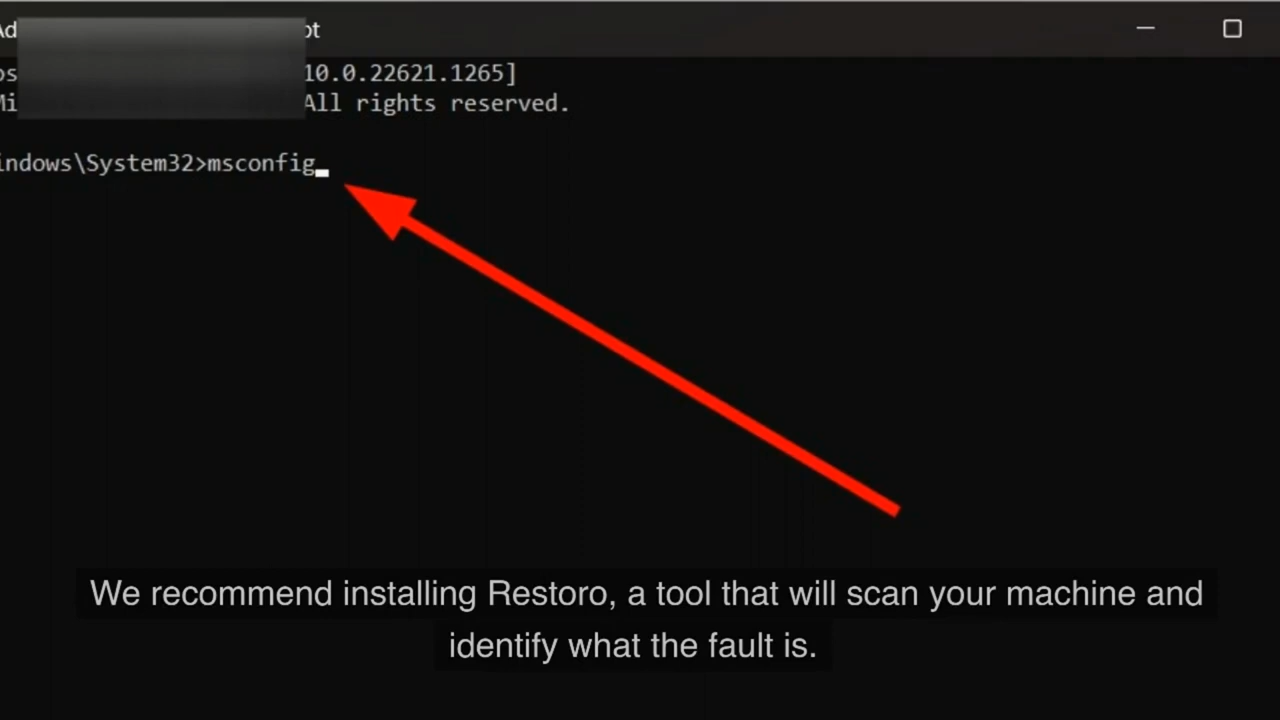 10.0.22621.1265]
All rights reserved.
\System32>msconfig
We recommend installing Restoro, a tool that will scan your machine and
identify what the fault is.